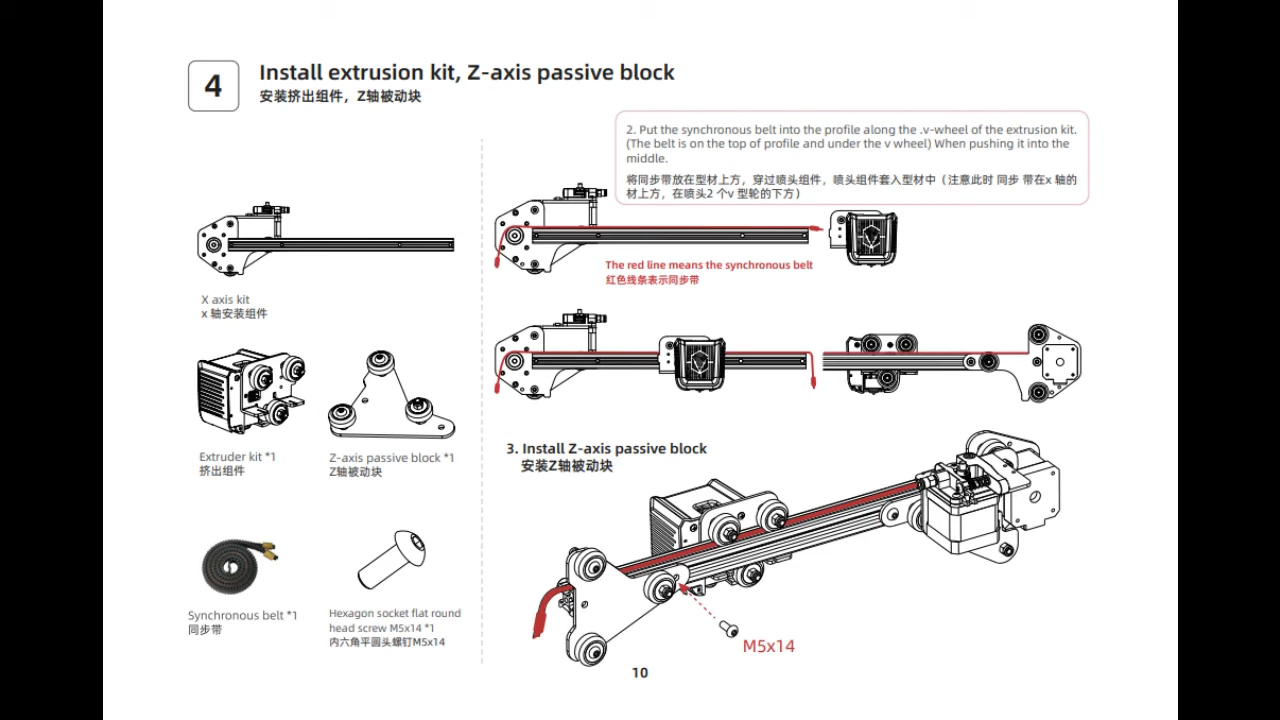 4
Install extrusion kit, Z-axis passive block
安装挤出组件，Z轴被动块
X axis kit
x 轴安装组件
Extruder kit *1
挤出组件
Z-axis passive block *1
Z轴被动块
Synchronous belt *1
同步带
Hexagon socket flat round
head screw M5x14 *1
内六角平圆头螺钉M5x14
2. Put the synchronous belt into the profile along the .v-wheel of the extrusion kit.
(The belt is on the top of profile and under the v wheel) When pushing it into the
middle.
将同步带放在型材上方，穿过喷头组件，喷头组件套入型材中（注意此时 同步 带在x 轴的
材上方，在喷头2 个v 型轮的下方）
The red line means the synchronous belt
红色线条表示同步带
3. Install Z-axis passive block
安装Z轴被动块
M5x14
10